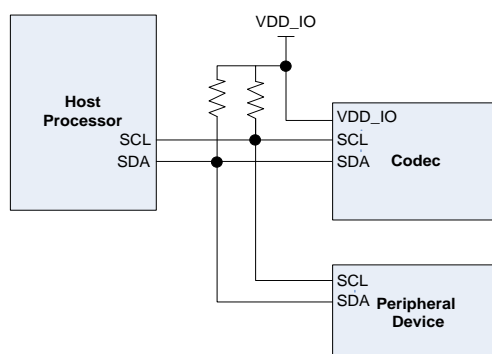 VDD_IO
Host
Processor
SCL
SDA
VDD_IO
SCL
SDA
Codec
SCL
SDA
Peripheral
Device